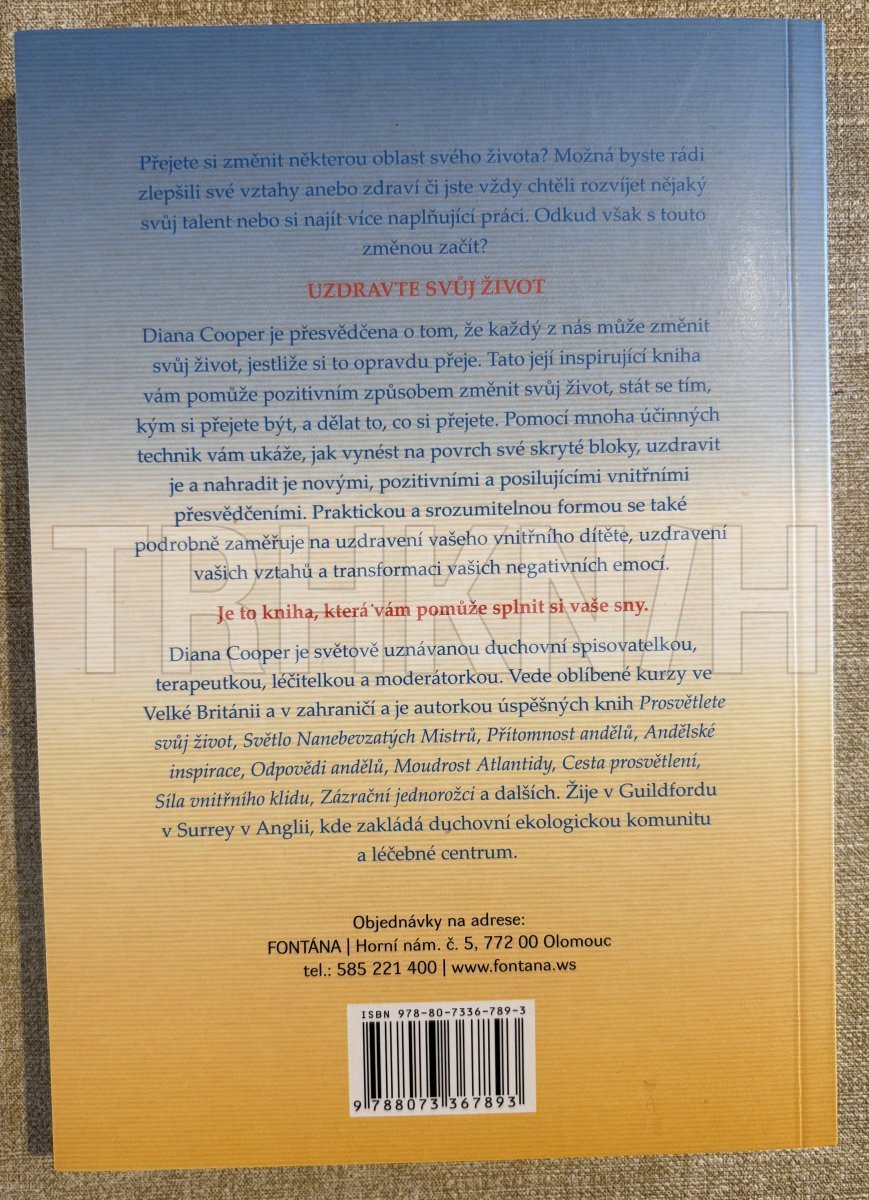 Přejete si změnit některou oblast svého života? Možná byste rádi
zlepšili své vztahy anebo zdraví či jste vždy chtěli rozvíjet nějaký
svůj talent nebo si najít více naplňující práci. Odkud však s touto
změnou začít?
UZDRAVTE SVŮJ ŽIVOT
Diana Cooper je přesvědčena o tom, že každý z nás může změnit
svůj život, jestliže si to opravdu přeje. Tato její inspirující kniha
vám pomůže pozitivním způsobem změnit svůj život, stát se tím,
kým si přejete být, a dělat to, co si přejete. Pomocí mnoha účinných
technik vám ukáže, jak vynést na povrch své skryté bloky, uzdravit
je a nahradit je novými, pozitivními a posilujícími vnitřními
přesvědčeními. Praktickou a srozumitelnou formou se také
podrobně zaměřuje na uzdravení vašeho vnitřního dítěte, uzdravení
vašich vztahů a transformaci vašich negativních emocí.
TRHKNIH
Je to kniha, která vám pomůže splnit si vaše sny.
Diana Cooper je světově uznávanou duchovní spisovatelkou,
terapeutkou, léčitelkou a moderátorkou. Vede oblíbené kurzy ve
Velké Británii a v zahraničí a je autorkou úspěšných knih Prosvětlete
svůj život, Světlo Nanebevzatých Mistrů, Přítomnost andělů, Andělské
inspirace, Odpovědi andělů, Moudrost Atlantidy, Cesta prosvětlení,
Síla vnitřního klidu, Zázrační jednorožci a dalších. Žije v Guildfordu
v Surrey v Anglii, kde zakládá duchovní ekologickou komunitu
a léčebné centrum.
Objednávky na adrese:
FONTÁNA | Horní nám. č. 5, 772 00 Olomouc
tel.: 585 221 400 | www.fontana.ws
ISBN 978-80-7336-789-3
9 788073 367893